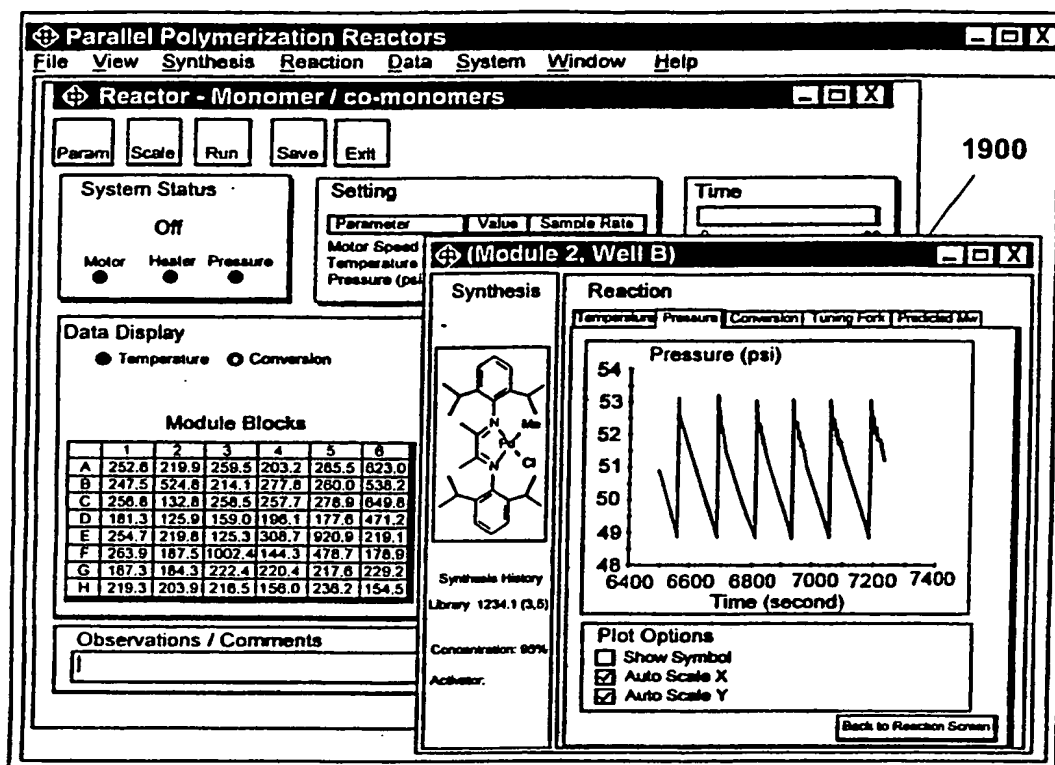 Parallel Polymerization Reactors
File View Synthesis Reaction Data System Window Help
Reactor - Monomer / co-monomers
Param Scale Run Save Exit
1900
System Status
Off
Motor Heater Pressure
Setting
Parameter Value Sample Rate
Motor Speed
Temperature
Pressure (psi
Time
Data Display
Temperature Conversion
Module Blocks
1 2 3 4 5 6
A 252.6 219.9 259.5 203.2 265.5 623.0
B 247.5 524.8 214.1 277.8 260.0 538.2
C 256.8 132.8 258.5 257.7 278.9 649.8
D 181.3 125.9 159.0 196.1 177.6 471.2
E 254.7 219.8 125.3 308.7 920.9 219.1
F 263.9 187.5 1002.4 144.3 478.7 178.9
G 187.3 184.3 222.4 220.4 217.6 229.2
H 219.3 203.9 216.5 156.0 236.2 154.5
Observations / Comments
(Module 2, Well B)
Synthesis
N
Me
Pd
Cl
N
Synthesis History
Library 1234.1 (3,5)
Concentration: 95%
Activator:
Reaction
Temperature Pressure Conversion Tuning Fork Predicted Mw
Pressure (psi)
54
53
52
51
50
49
48
6400 6600 6800 7000 7200 7400
Time (second)
Plot Options
Show Symbol
Auto Scale X
Auto Scale Y
Back to Reaction Screen